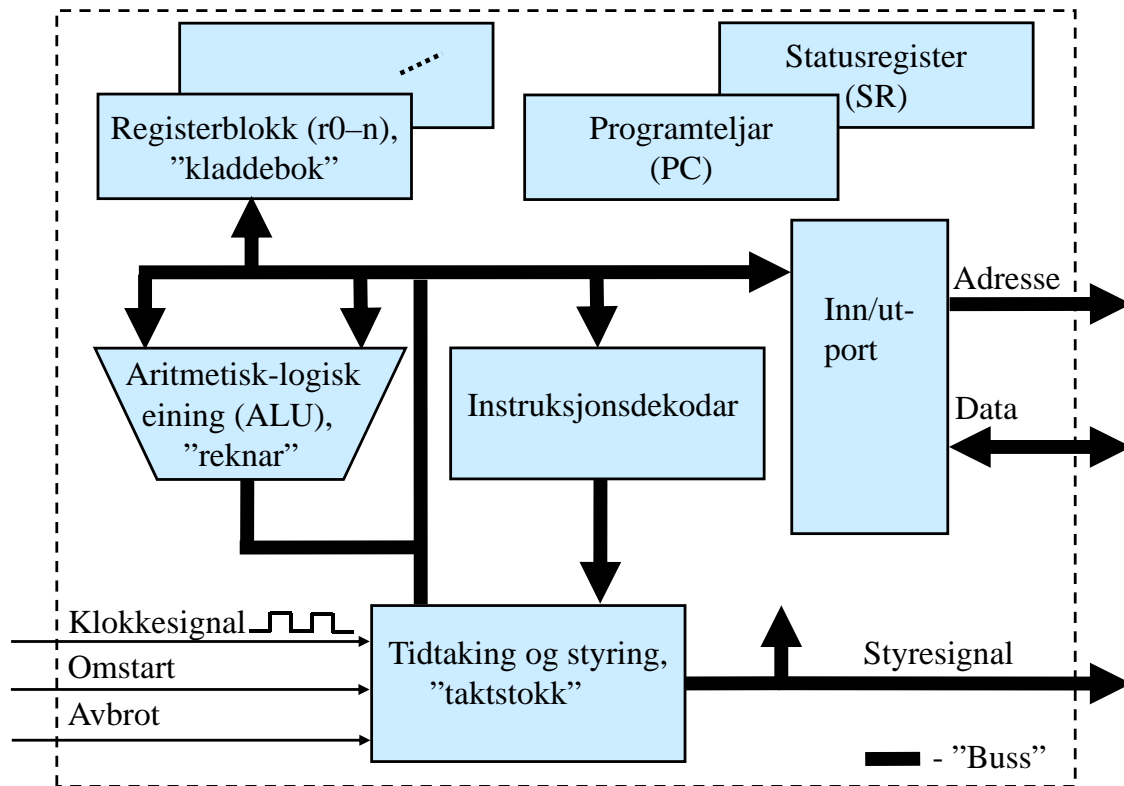 Statusregister
(SR)
Registerblokk (r0–n),
”kladdebok”
Programteljar
(PC)
Adresse
Inn/ut-
port
Aritmetisk-logisk
eining (ALU),
”reknar”
Instruksjonsdekodar
Data
Klokkesignal
Omstart
Avbrot
Tidtaking og styring,
”taktstokk”
Styresignal
- ”Buss”